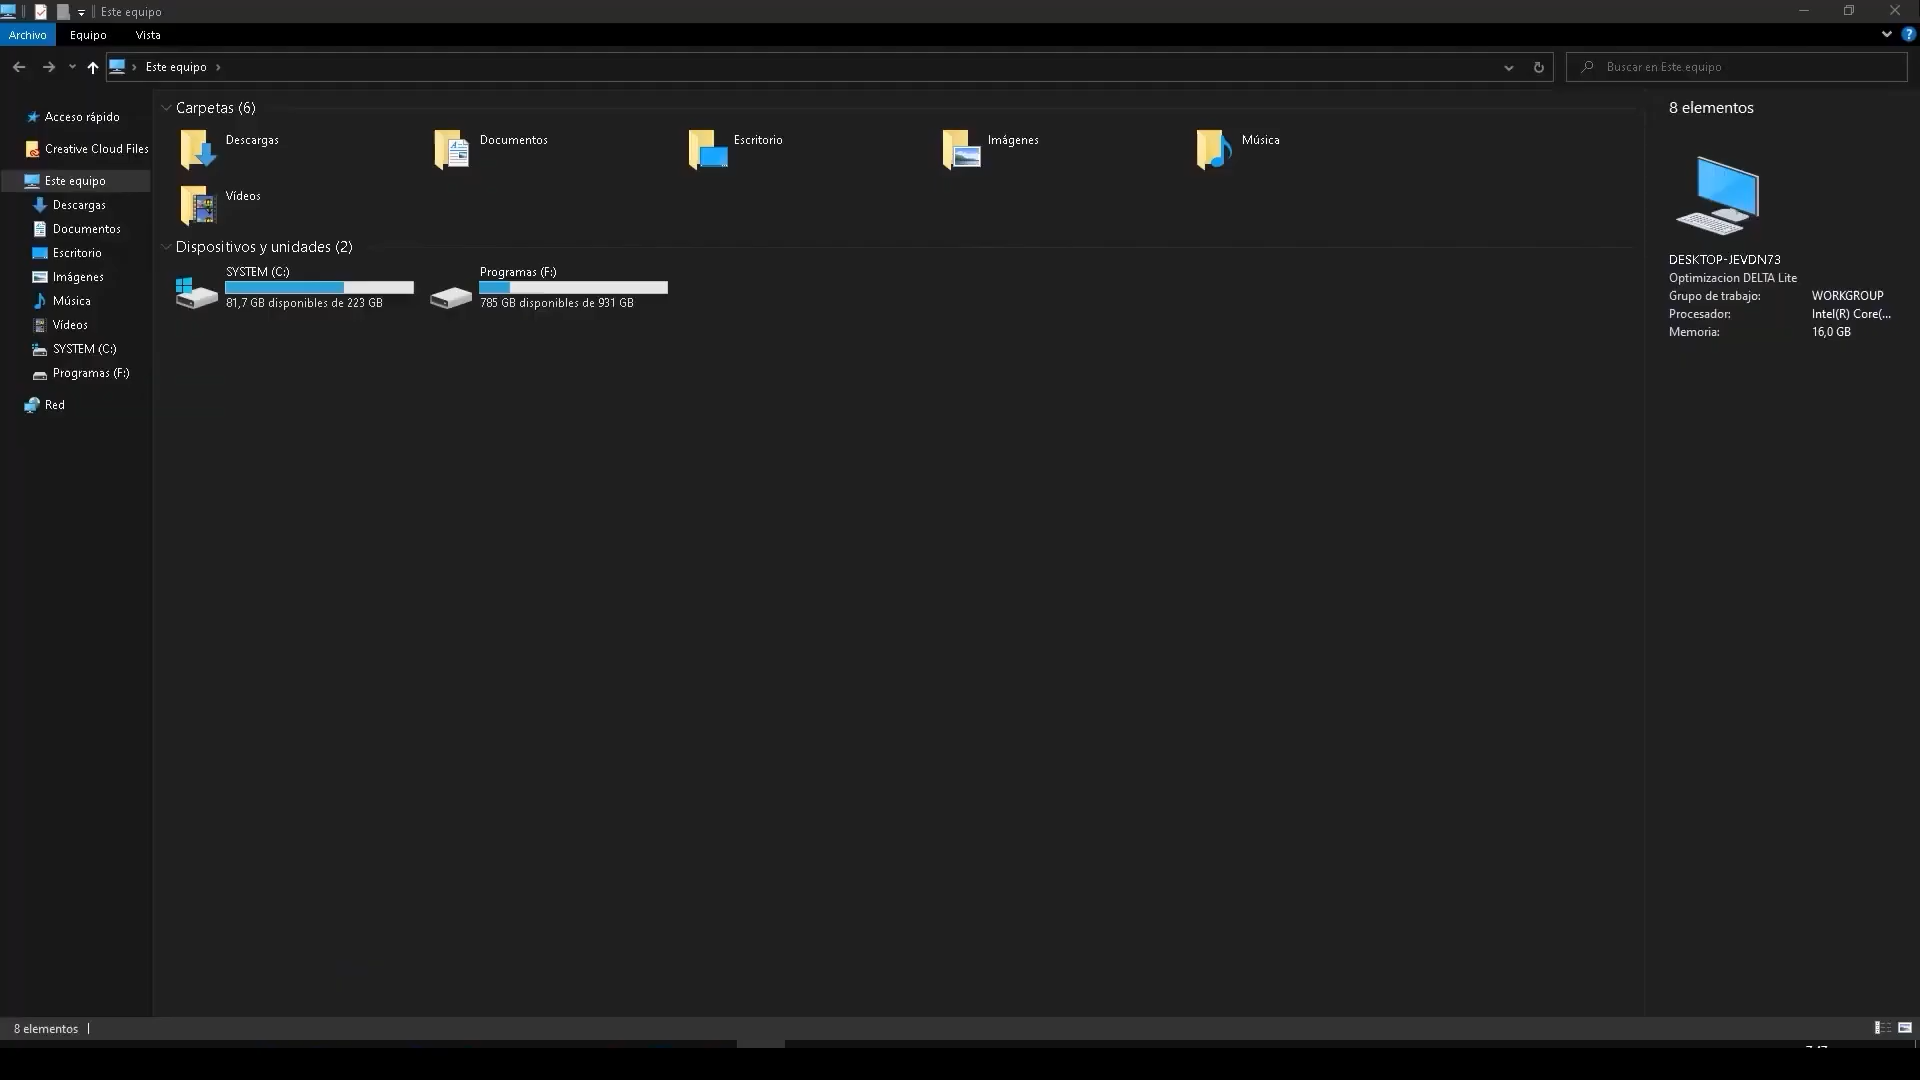 Este equipo
Archivo
Equipo
Vista
Este equipo
Buscar en Este equipo
Acceso rápido
Creative Cloud Files
Este equipo
Descargas
Documentos
Escritorio
Imágenes
Música
Vídeos
SYSTEM (C:)
Programas (F:)
Red
Carpetas (6)
Descargas
Documentos
Escritorio
Imágenes
Música
Vídeos
Dispositivos y unidades (2)
SYSTEM (C:)
81,7 GB disponibles de 223 GB
Programas (F:)
785 GB disponibles de 931 GB
8 elementos
DESKTOP-JEVDN73
Optimizacion DELTA Lite
Grupo de trabajo: WORKGROUP
Procesador: Intel(R) Core(...
Memoria: 16,0 GB
8 elementos